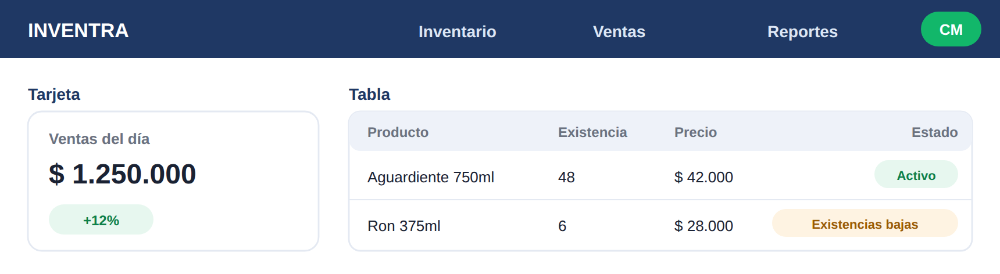 INVENTRA Inventario Ventas Reportes CM
Tarjeta
Ventas del día
$ 1.250.000
+12%
Tabla
Producto Existencia Precio Estado
Aguardiente 750ml 48 $ 42.000 Activo
Ron 375ml 6 $ 28.000 Existencias bajas